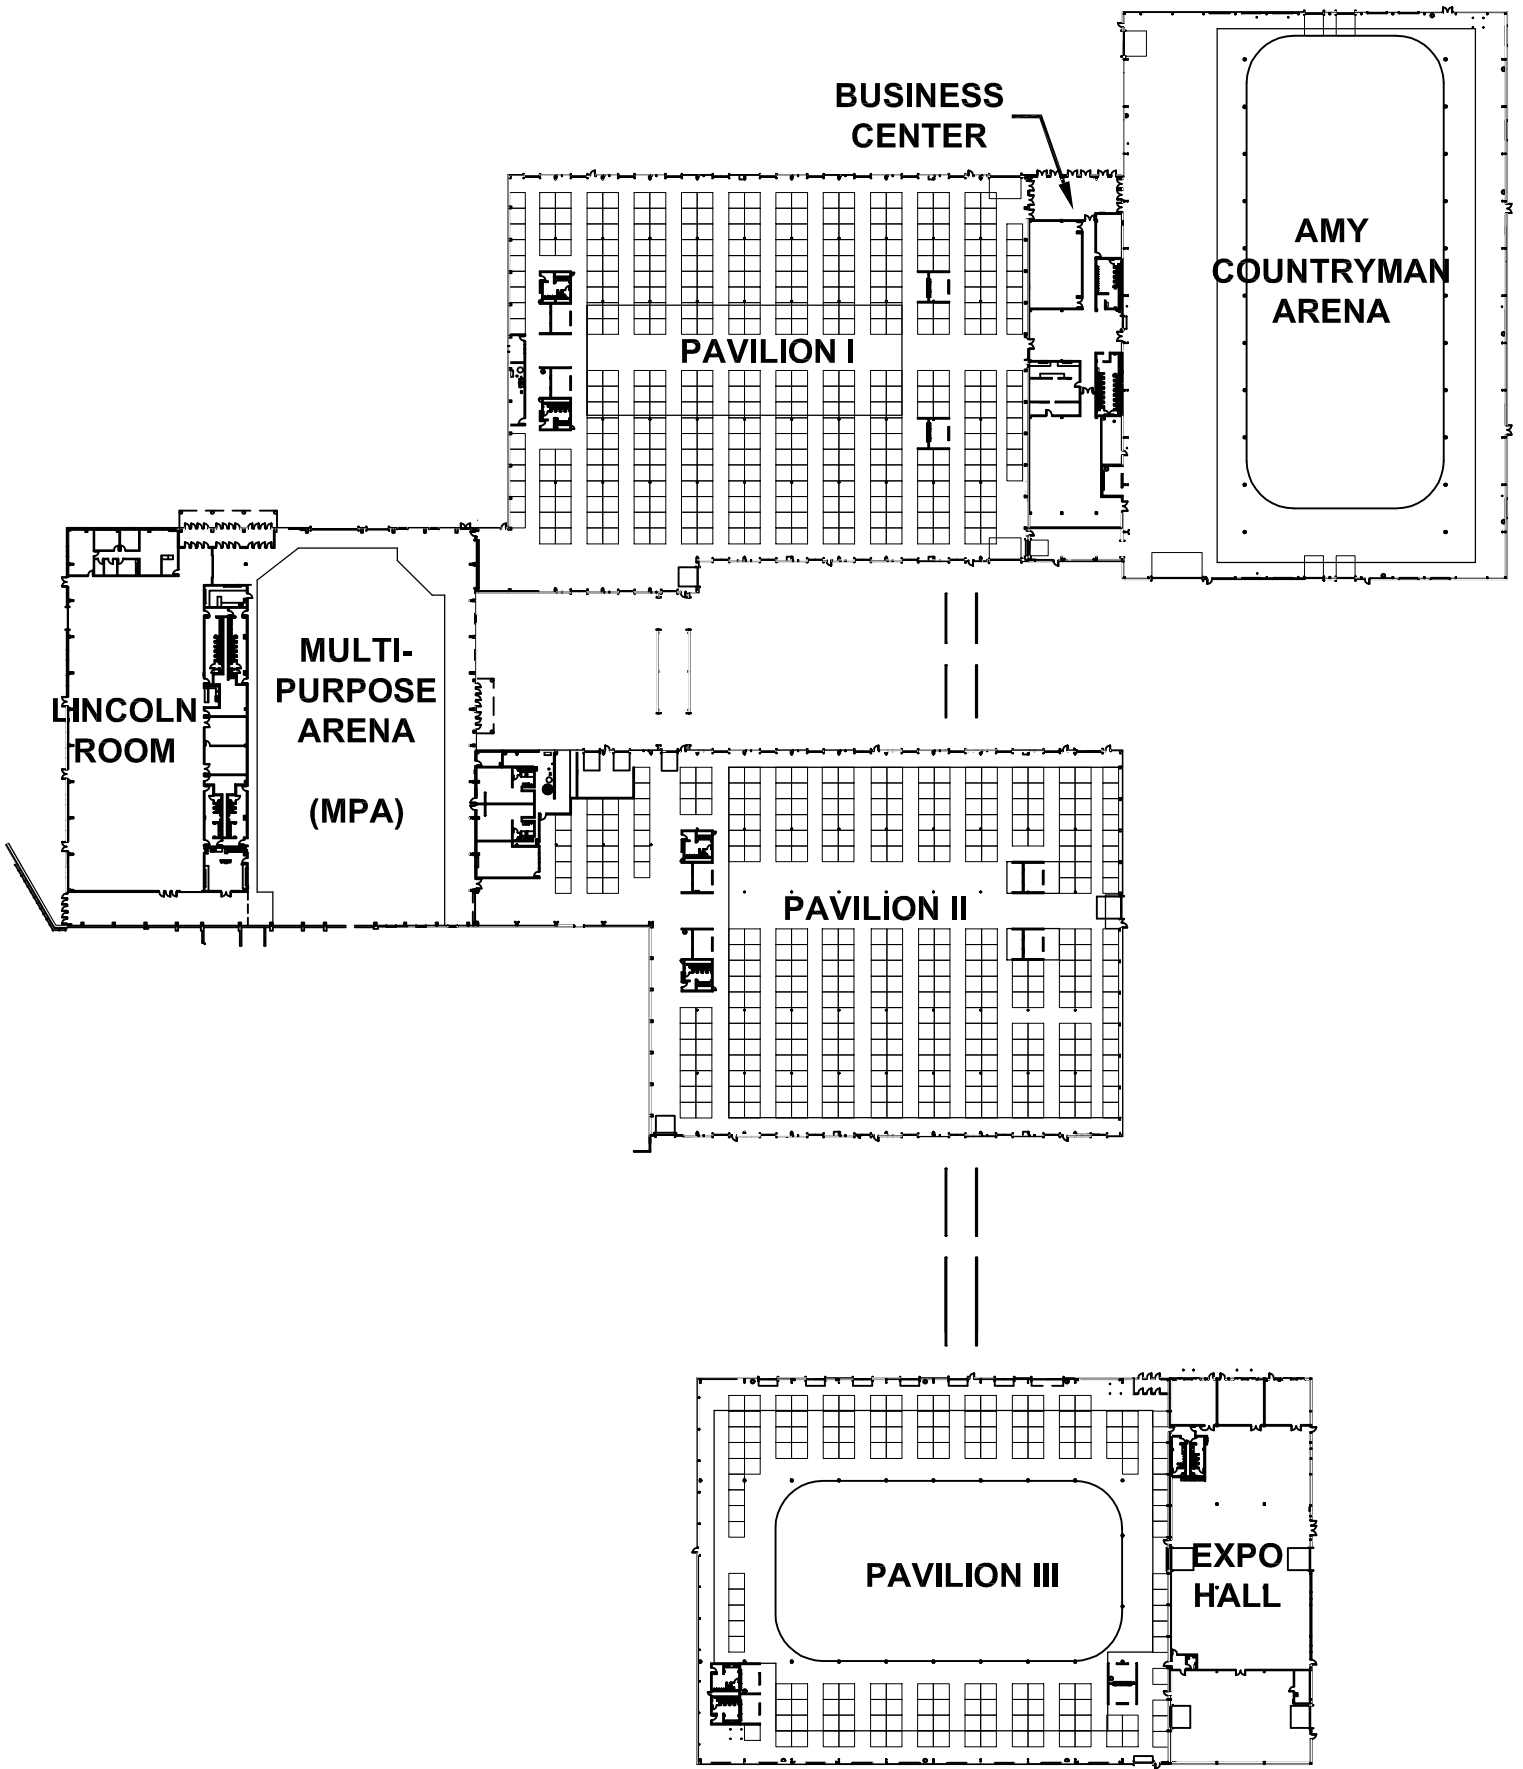 BUSINESS
CENTER
AMY
COUNTRYMAN
ARENA
PAVILION I
MULTI-
PURPOSE
ARENA
(MPA)
LINCOLN
ROOM
PAVILION II
PAVILION III
EXPO
HALL